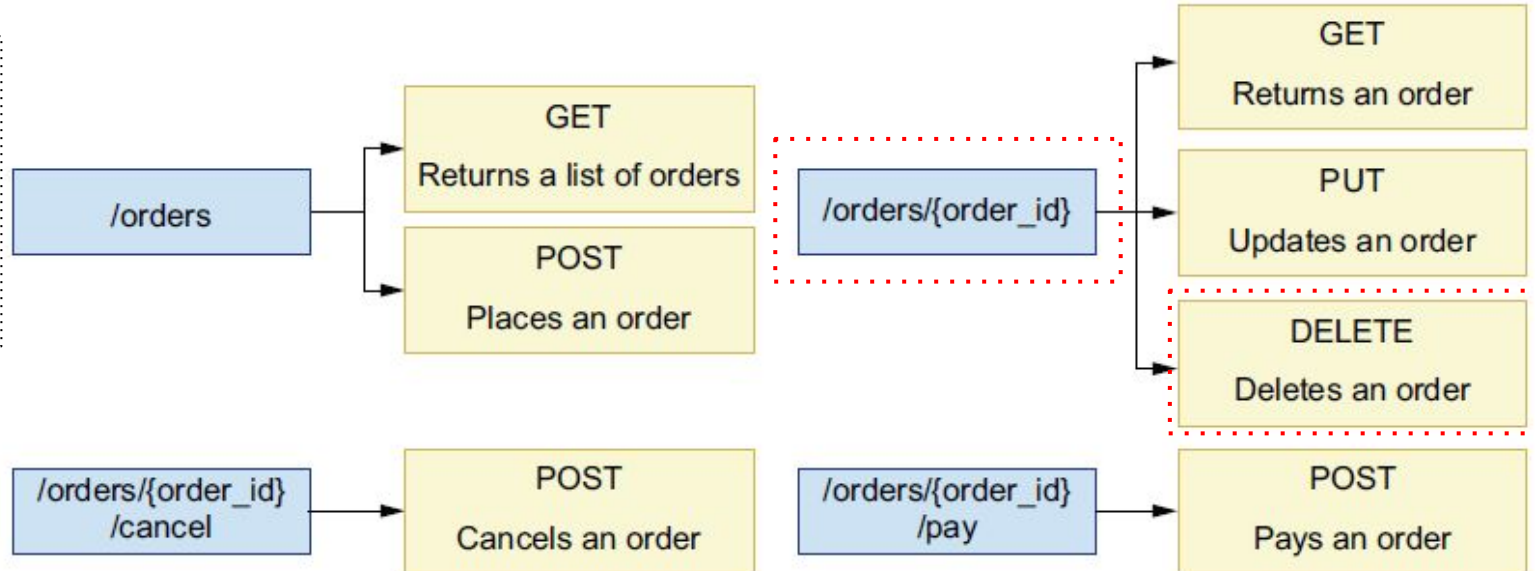 /orders
GET
Returns a list of orders
POST
Places an order
/orders/{order_id}
GET
Returns an order
PUT
Updates an order
DELETE
Deletes an order
/orders/{order_id}
/cancel
POST
Cancels an order
/orders/{order_id}
/pay
POST
Pays an order